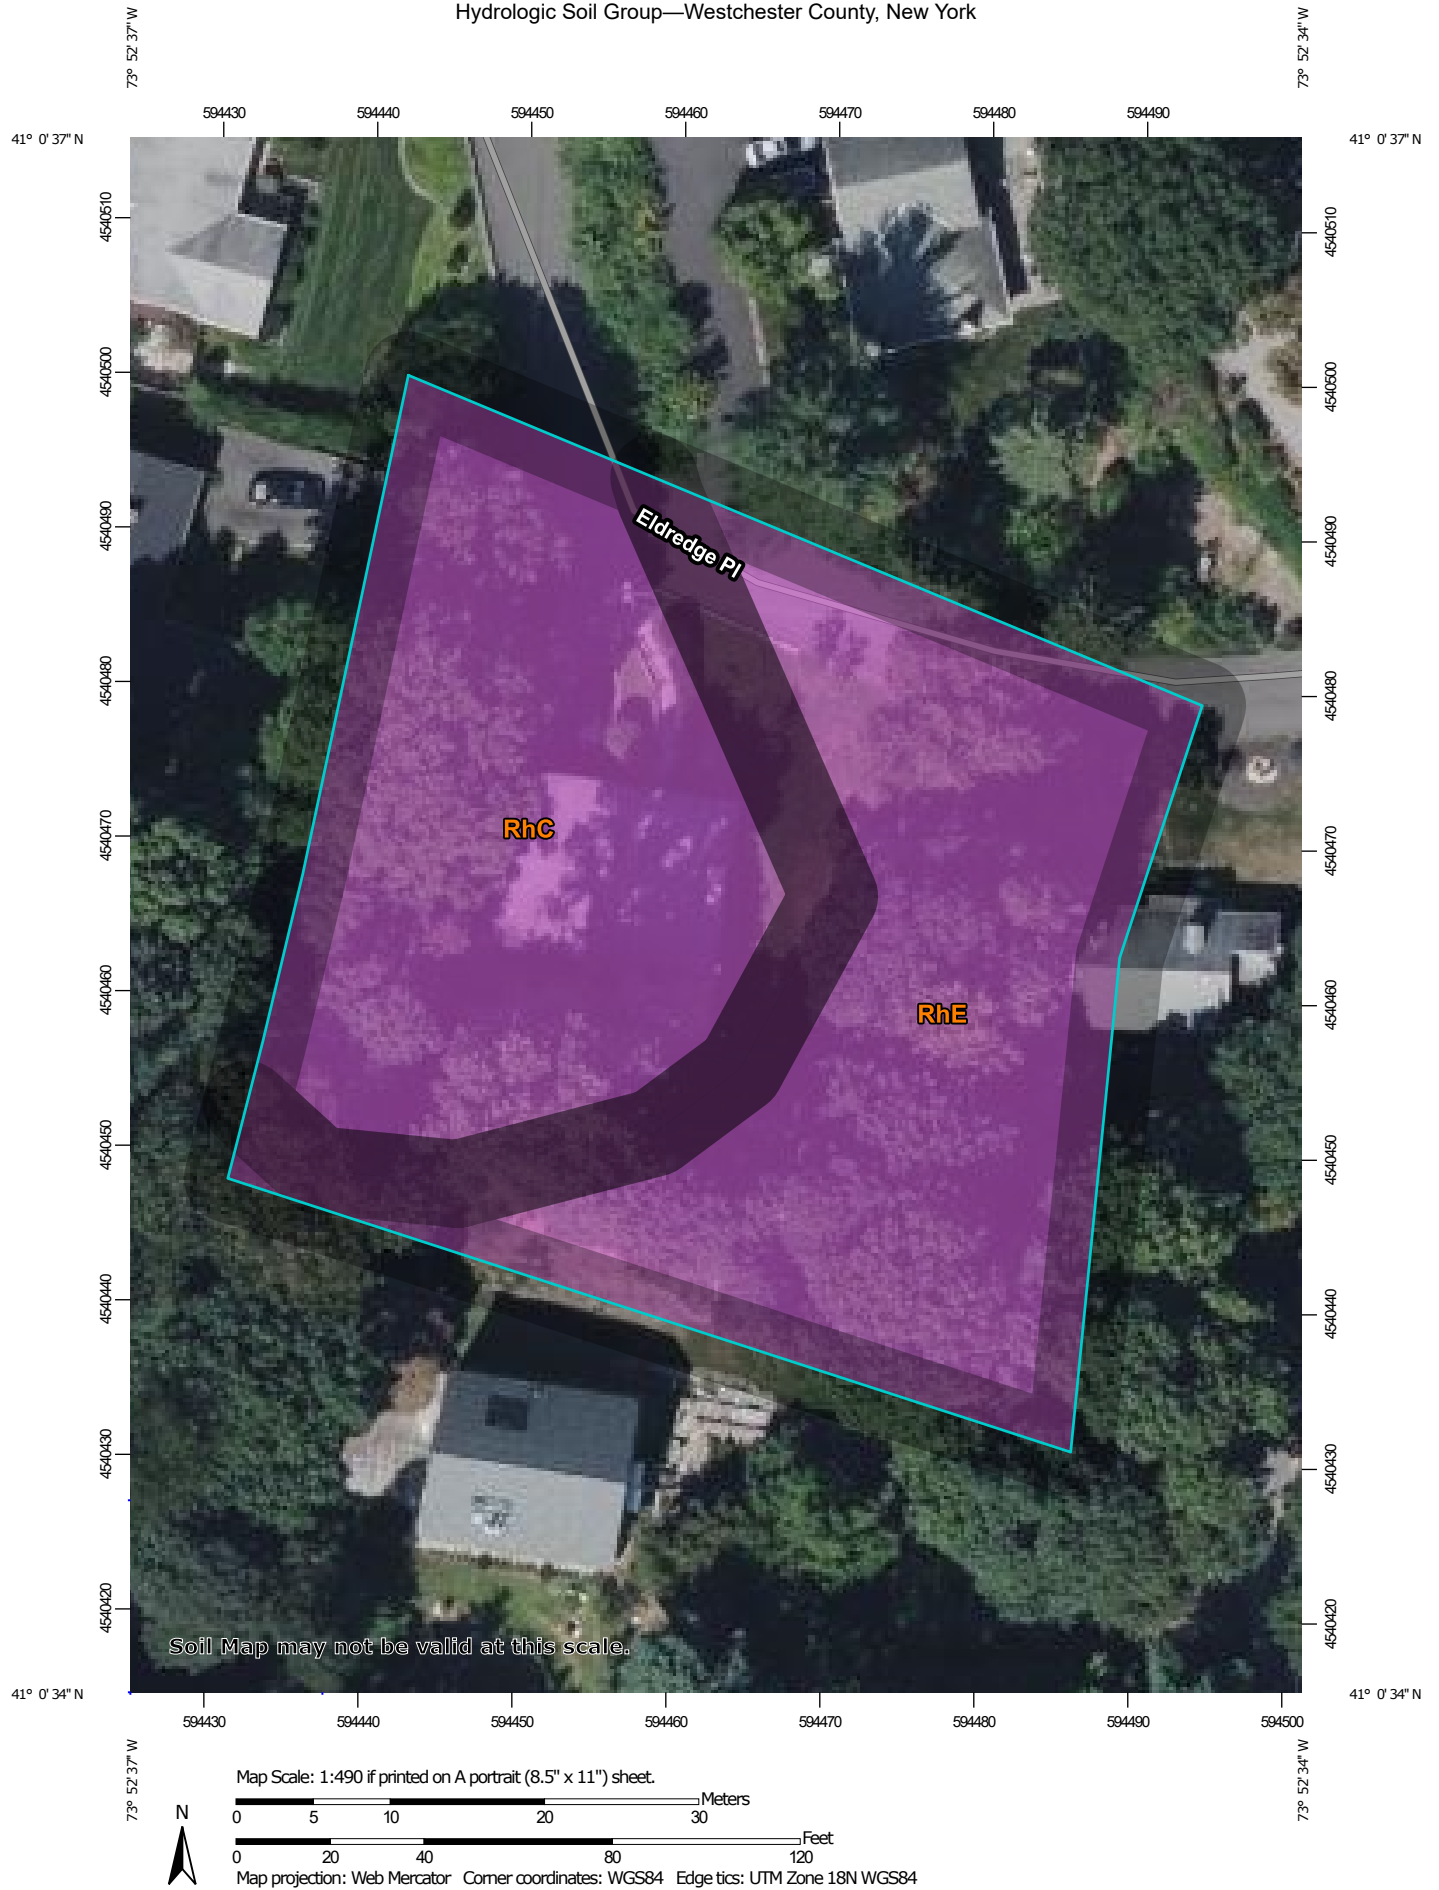 Hydrologic Soil Group—Westchester County, New York
73° 52' 37" W
73° 52' 34" W
594430 594440 594450 594460 594470 594480 594490
41° 0' 37" N
41° 0' 37" N
4540510
4540510
4540500
4540500
4540490
4540490
Eldredge Pl
4540480
4540480
4540470
4540470
RhC
4540460
4540460
RhE
4540450
4540450
4540440
4540440
4540430
4540430
4540420
4540420
Soil Map may not be valid at this scale.
41° 0' 34" N
41° 0' 34" N
594430 594440 594450 594460 594470 594480 594490 594500
73° 52' 37" W
73° 52' 34" W
Map Scale: 1:490 if printed on A portrait (8.5" x 11") sheet.
Meters
0 5 10 20 30
N
Feet
0 20 40 80 120
Map projection: Web Mercator Corner coordinates: WGS84 Edge tics: UTM Zone 18N WGS84